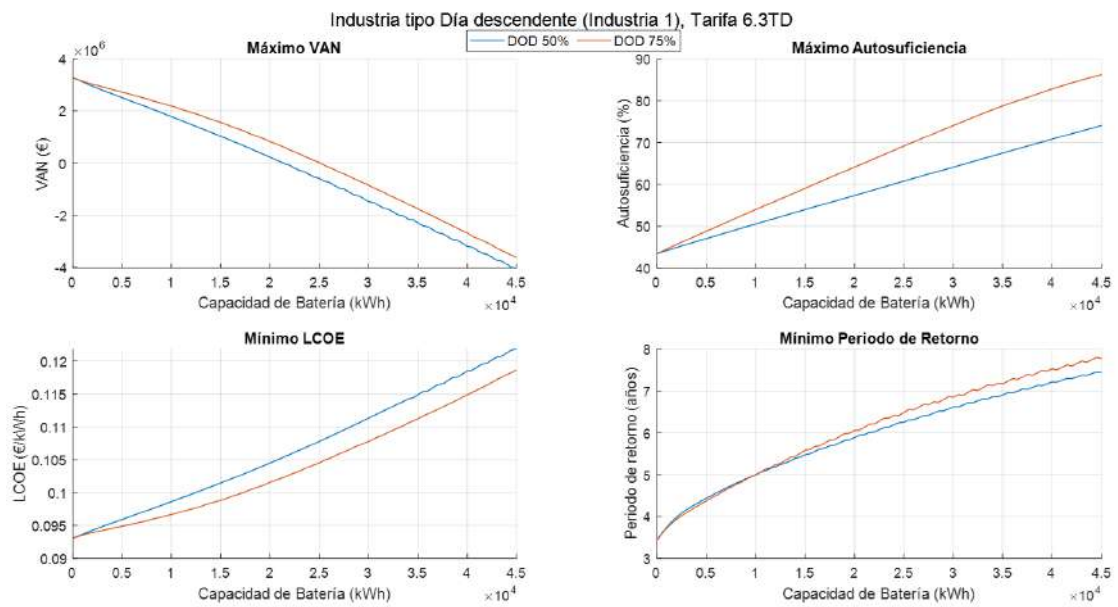 Industria tipo Día descendente (Industria 1), Tarifa 6.3TD
DOD 50% DOD 75%
Máximo VAN
×10^6
4
2
0
-2
-4
VAN (€)
0 0.5 1 1.5 2 2.5 3 3.5 4 4.5
Capacidad de Batería (kWh)
×10^4
Máximo Autosuficiencia
90
80
70
60
50
40
Autosuficiencia (%)
0 0.5 1 1.5 2 2.5 3 3.5 4 4.5
Capacidad de Batería (kWh)
×10^4
Mínimo LCOE
0.12
0.115
0.11
0.105
0.1
0.095
0.09
LCOE (€/kWh)
0 0.5 1 1.5 2 2.5 3 3.5 4 4.5
Capacidad de Batería (kWh)
×10^4
Mínimo Periodo de Retorno
8
7
6
5
4
3
Periodo de retorno (años)
0 0.5 1 1.5 2 2.5 3 3.5 4 4.5
Capacidad de Batería (kWh)
×10^4